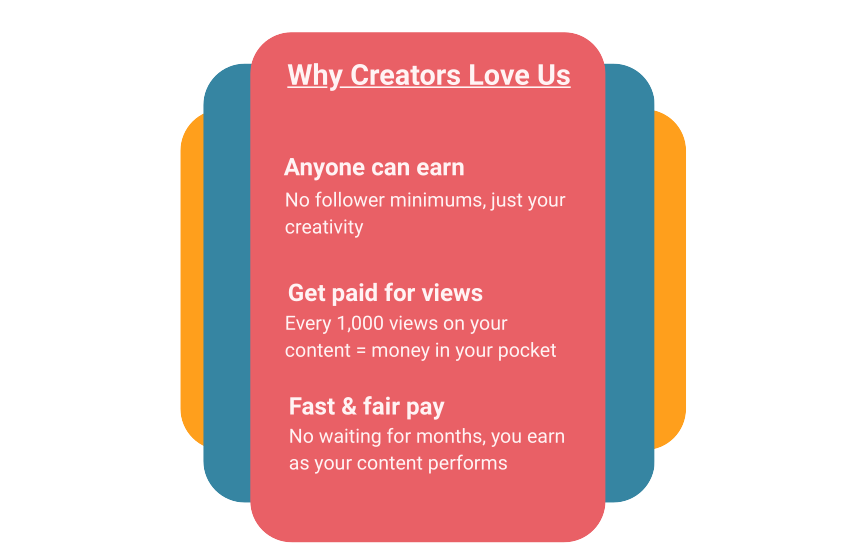 Why Creators Love Us
Anyone can earn
No follower minimums, just your
creativity
Get paid for views
Every 1,000 views on your
content = money in your pocket
Fast & fair pay
No waiting for months, you earn
as your content performs